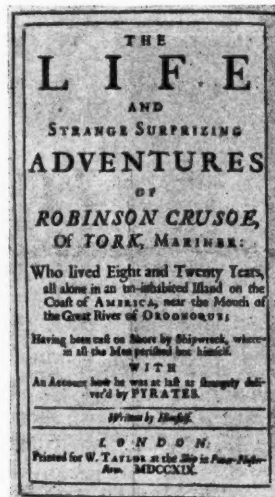 THE
LIFE
AND
STRANGE SURPRIZING
ADVENTURES
OF
ROBINSON CRUSOE,
Of YORK, MARINER:
Who lived Eight and Twenty Years,
all alone in an un-inhabited Island on the
Coast of AMERICA, near the Mouth of
the Great River of OROONOQUE;
Having been cast on Shore by Shipwreck, where-
in all the Men perished but himself.
WITH
An Account how he was at last as strangely deli-
ver'd by PYRATES.
Written by Himself.
LONDON:
Printed for W. TAYLOR at the Ship in Pater-Noster-
Row. MDCCXIX.